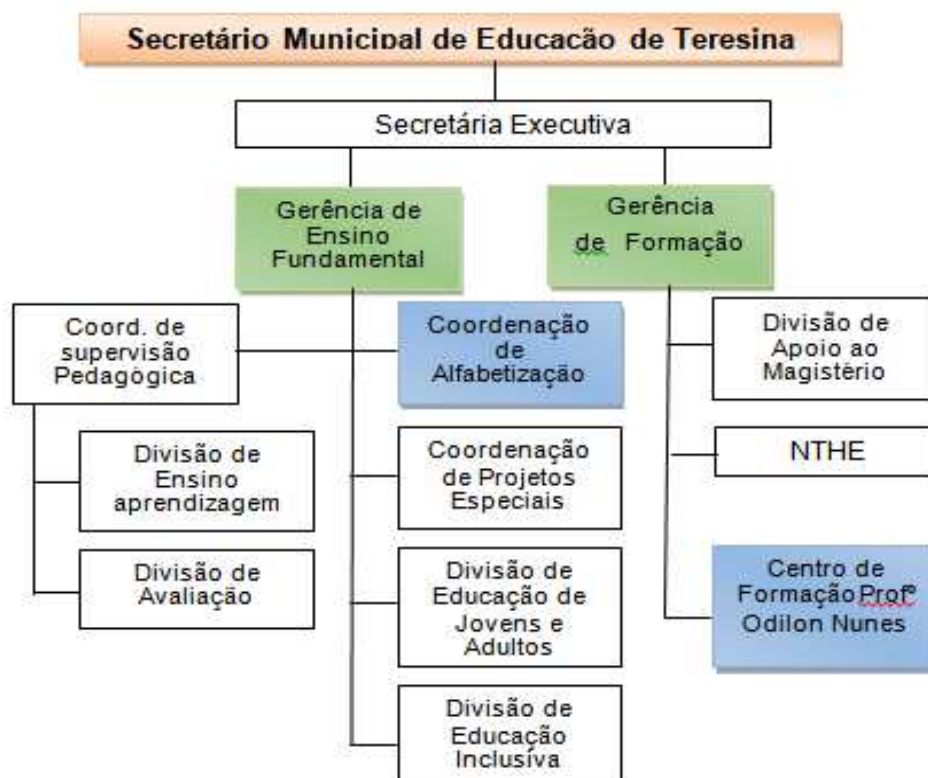 Secretário Municipal de Educação de Teresina
Secretária Executiva
Gerência de
Ensino
Fundamental
Gerência
de Formação
Coord. de
supervisão
Pedagógica
Coordenação
de
Alfabetização
Divisão de
Apoio ao
Magistério
Divisão de
Ensino
aprendizagem
Coordenação
de Projetos
Especiais
NTHE
Divisão de
Avaliação
Divisão de
Educação de
Jovens e
Adultos
Centro de
Formação Profº
Odilon Nunes
Divisão de
Educação
Inclusiva